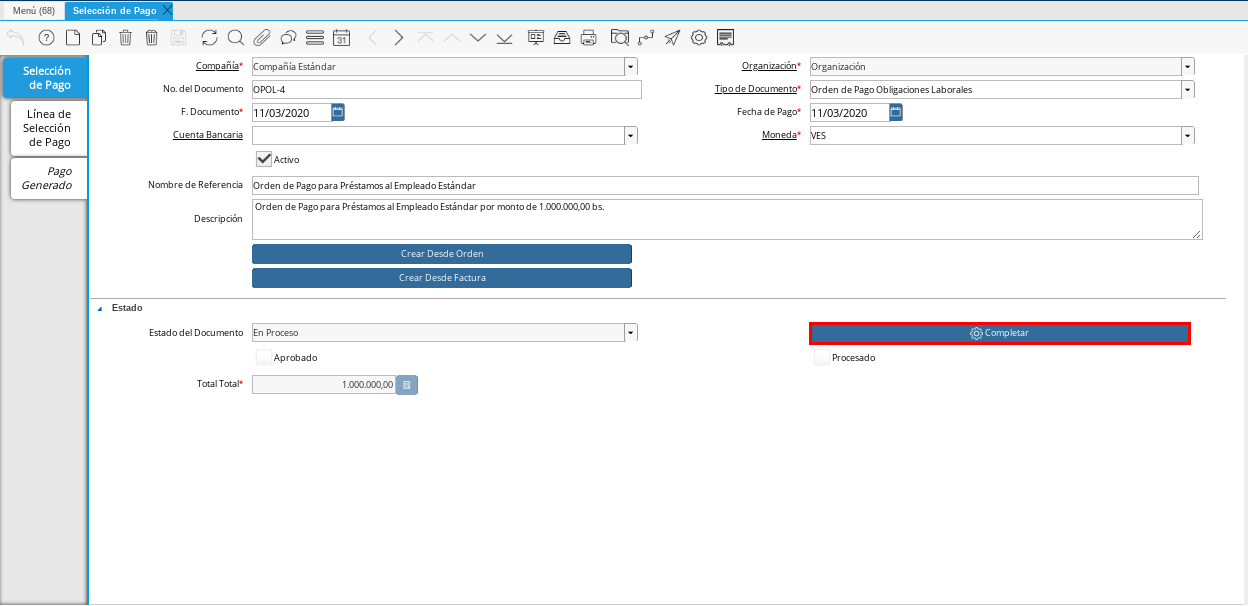 Menú (68)
Selección de Pago
31
Selección
de Pago
Línea de
Selección
de Pago
Pago
Generado
Compañía* Compañía Estándar
Organización* Organización
No. del Documento OPOL-4
Tipo de Documento* Orden de Pago Obligaciones Laborales
F. Documento* 11/03/2020
Fecha de Pago* 11/03/2020
Cuenta Bancaria
Moneda* VES
Activo
Nombre de Referencia Orden de Pago para Préstamos al Empleado Estándar
Descripción Orden de Pago para Préstamos al Empleado Estándar por monto de 1.000.000,00 bs.
Crear Desde Orden
Crear Desde Factura
Estado
Estado del Documento En Proceso
Completar
Aprobado
Procesado
Total Total* 1.000.000,00